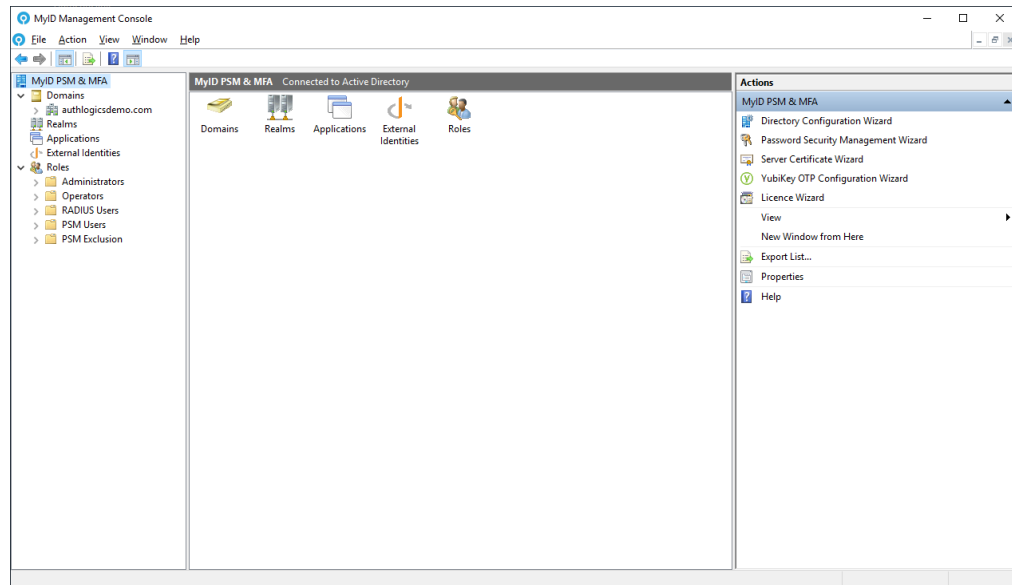 MyID Management Console
File Action View Window Help
MyID PSM & MFA
Domains
authlogicsdemo.com
Realms
Applications
External Identities
Roles
Administrators
Operators
RADIUS Users
PSM Users
PSM Exclusion
MyID PSM & MFA Connected to Active Directory
Domains Realms Applications External Identities Roles
Actions
MyID PSM & MFA
Directory Configuration Wizard
Password Security Management Wizard
Server Certificate Wizard
YubiKey OTP Configuration Wizard
Licence Wizard
View
New Window from Here
Export List...
Properties
Help